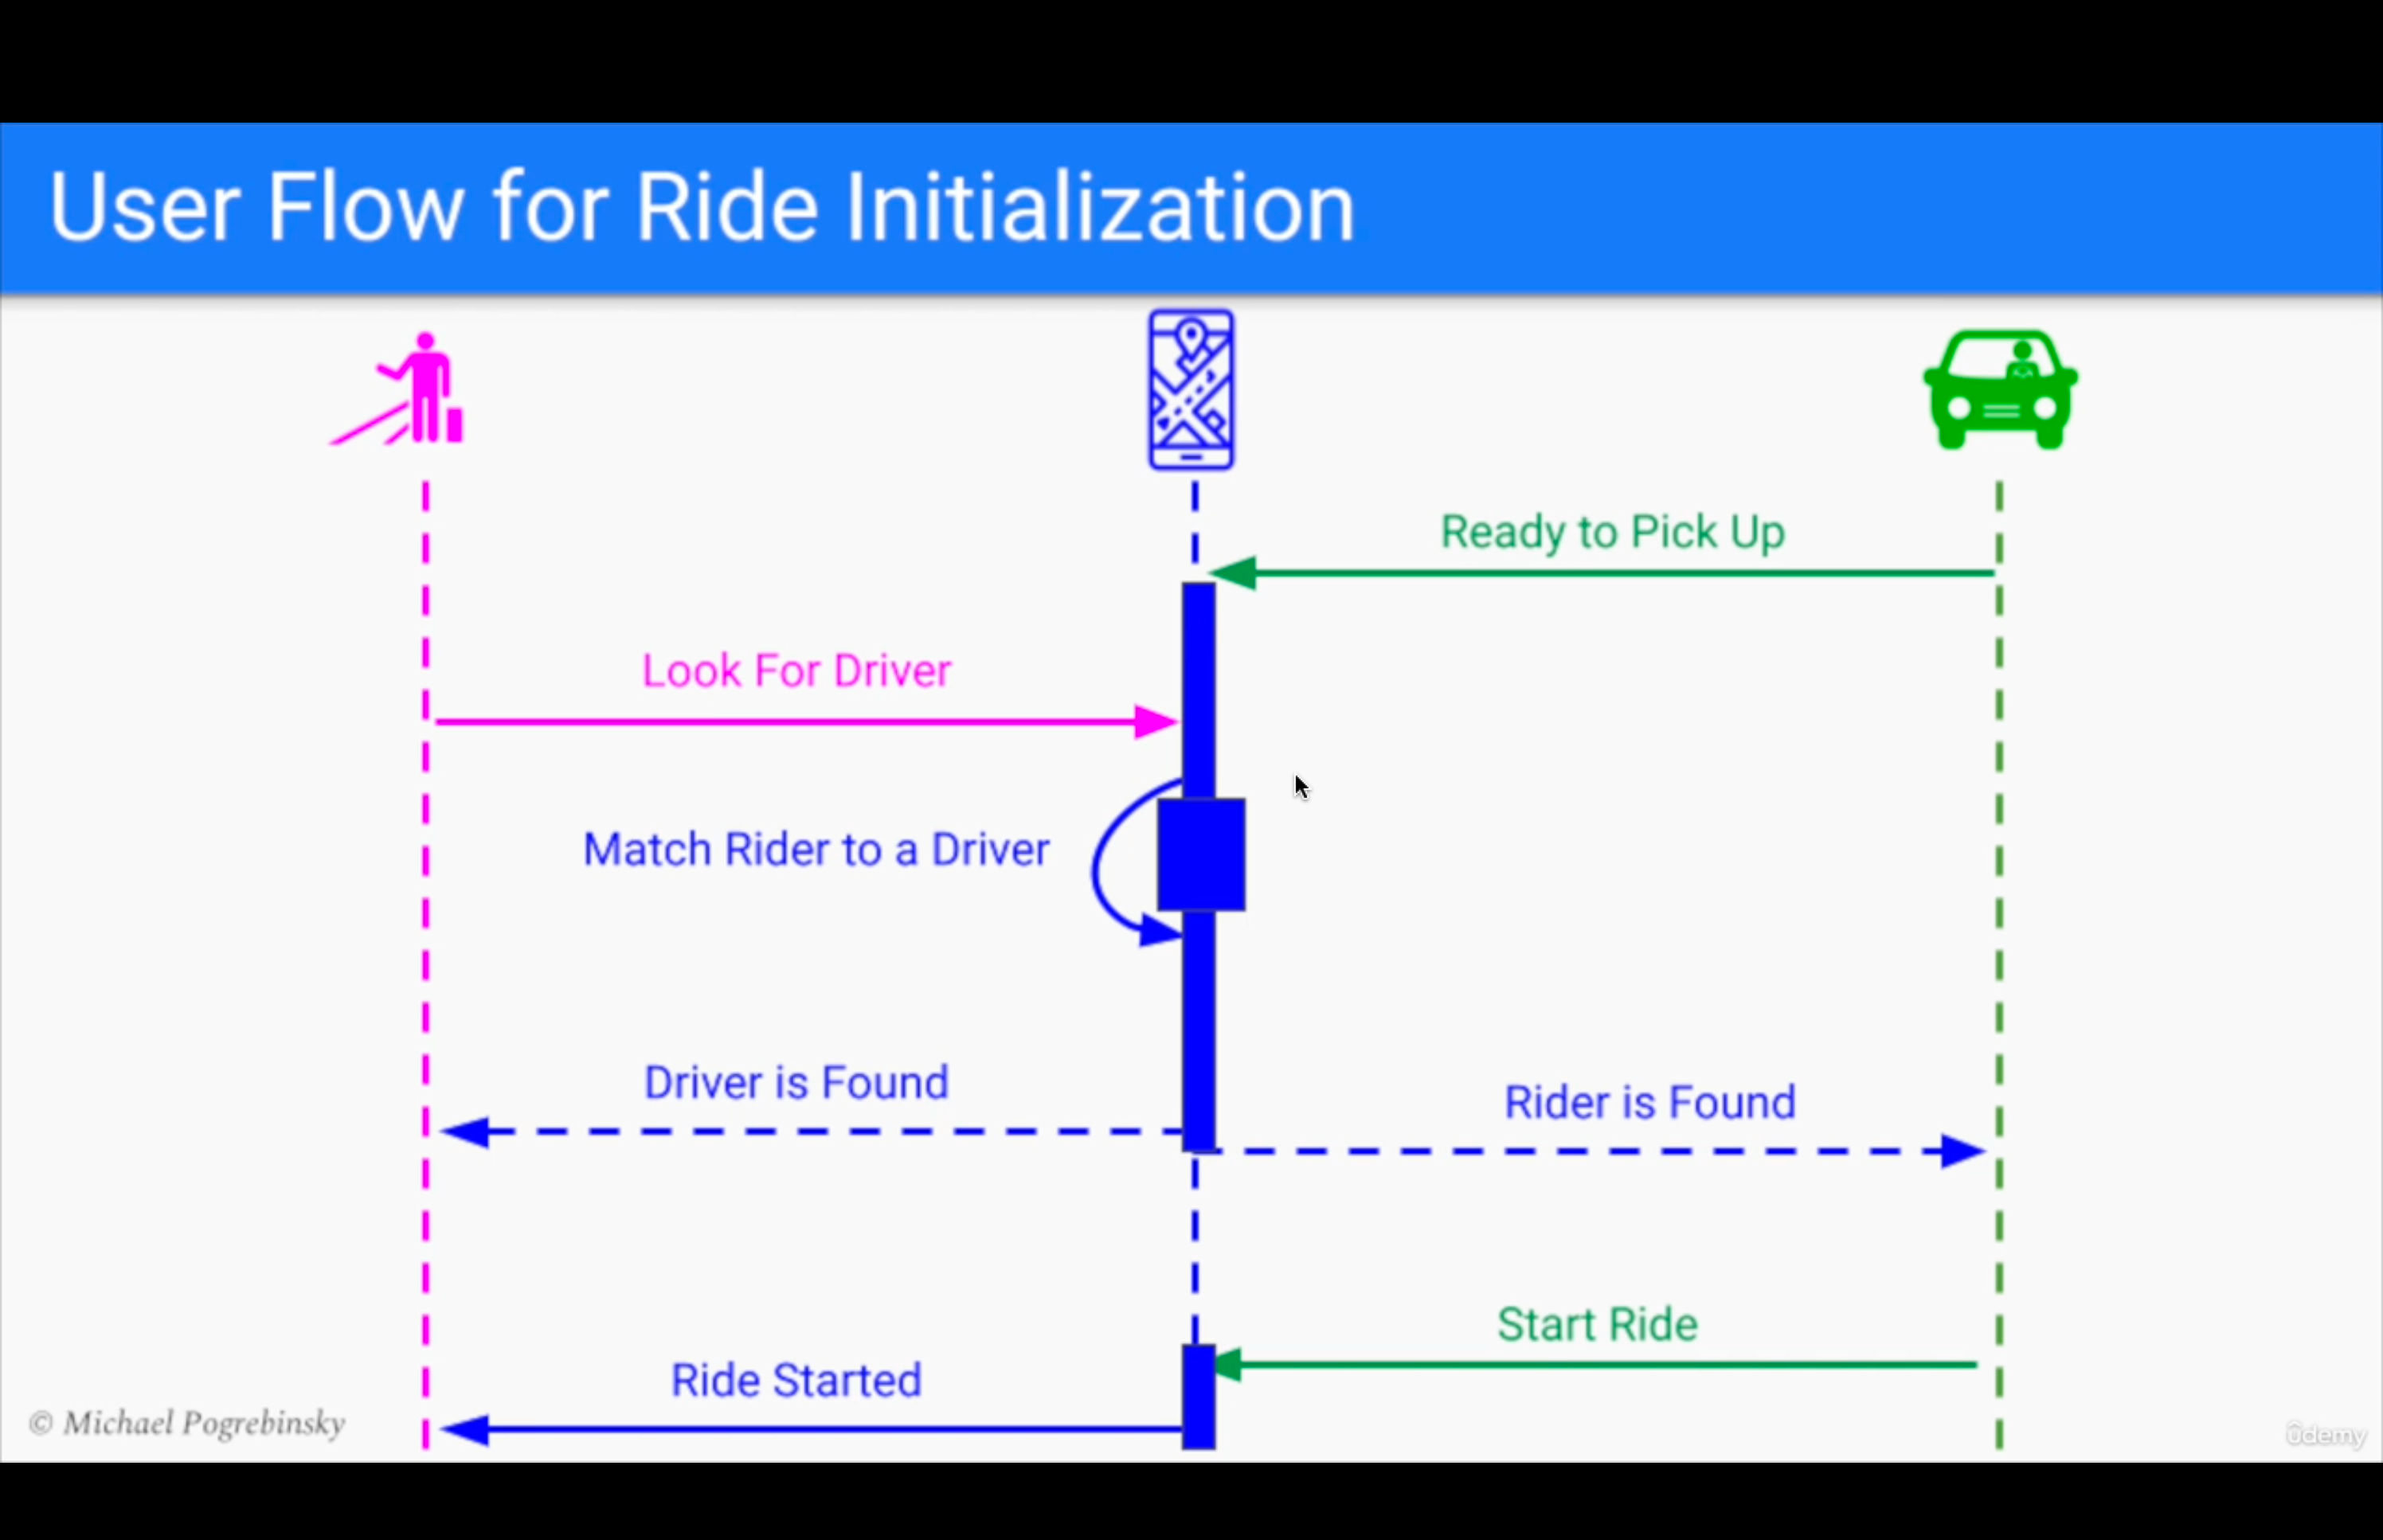 User Flow for Ride Initialization
Ready to Pick Up
Look For Driver
Match Rider to a Driver
Driver is Found
Rider is Found
Start Ride
Ride Started
© Michael Pogrebinsky
ûdemy